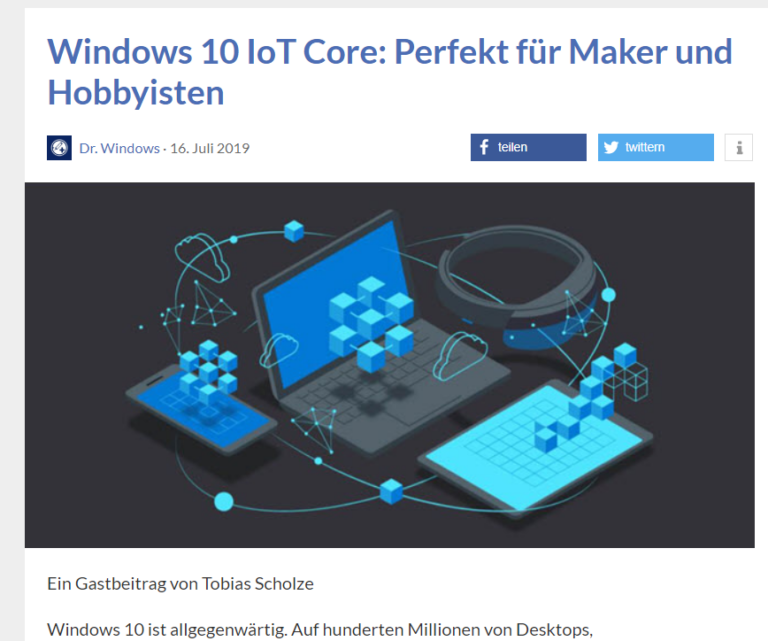 Windows 10 IoT Core: Perfekt für Maker und
Hobbyisten
Dr. Windows · 16. Juli 2019
teilen
twittern
Ein Gastbeitrag von Tobias Scholze
Windows 10 ist allgegenwärtig. Auf hunderten Millionen von Desktops,